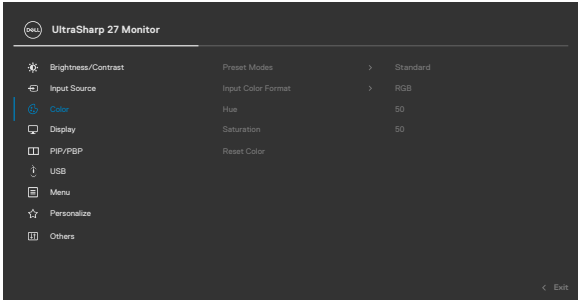 DELL UltraSharp 27 Monitor
Brightness/Contrast Preset Modes > Standard
Input Source Input Color Format > RGB
Color Hue 50
Display Saturation 50
PIP/PBP Reset Color
USB
Menu
Personalize
Others
< Exit